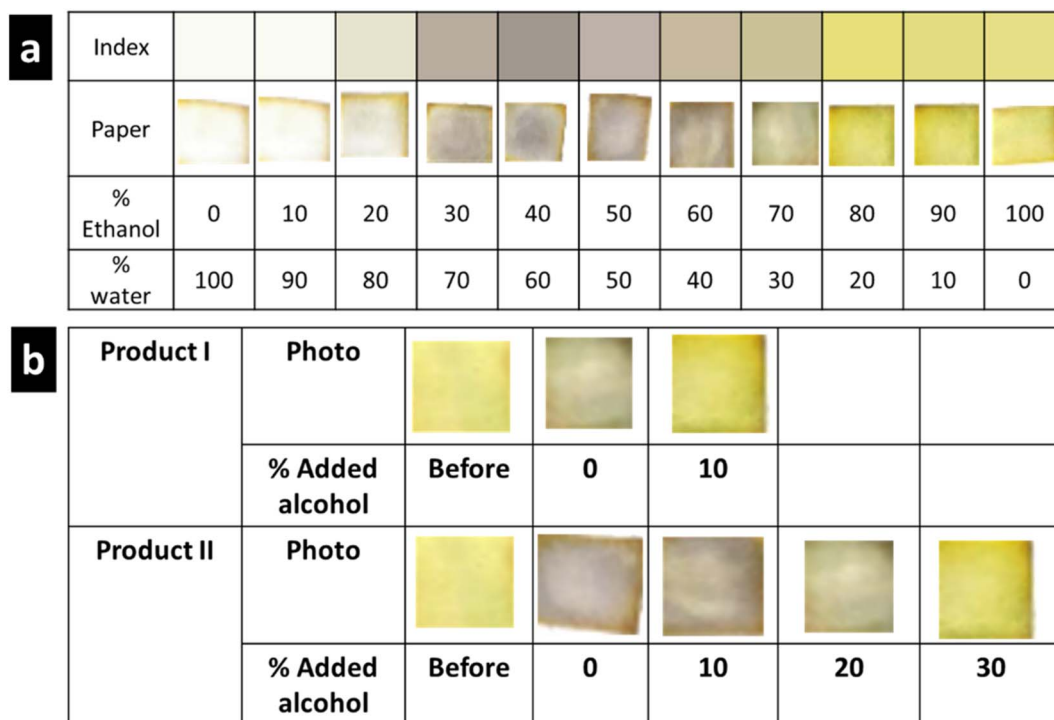 a
Index
Paper
% Ethanol 0 10 20 30 40 50 60 70 80 90 100
% water 100 90 80 70 60 50 40 30 20 10 0
b
Product I Photo
% Added alcohol Before 0 10
Product II Photo
% Added alcohol Before 0 10 20 30